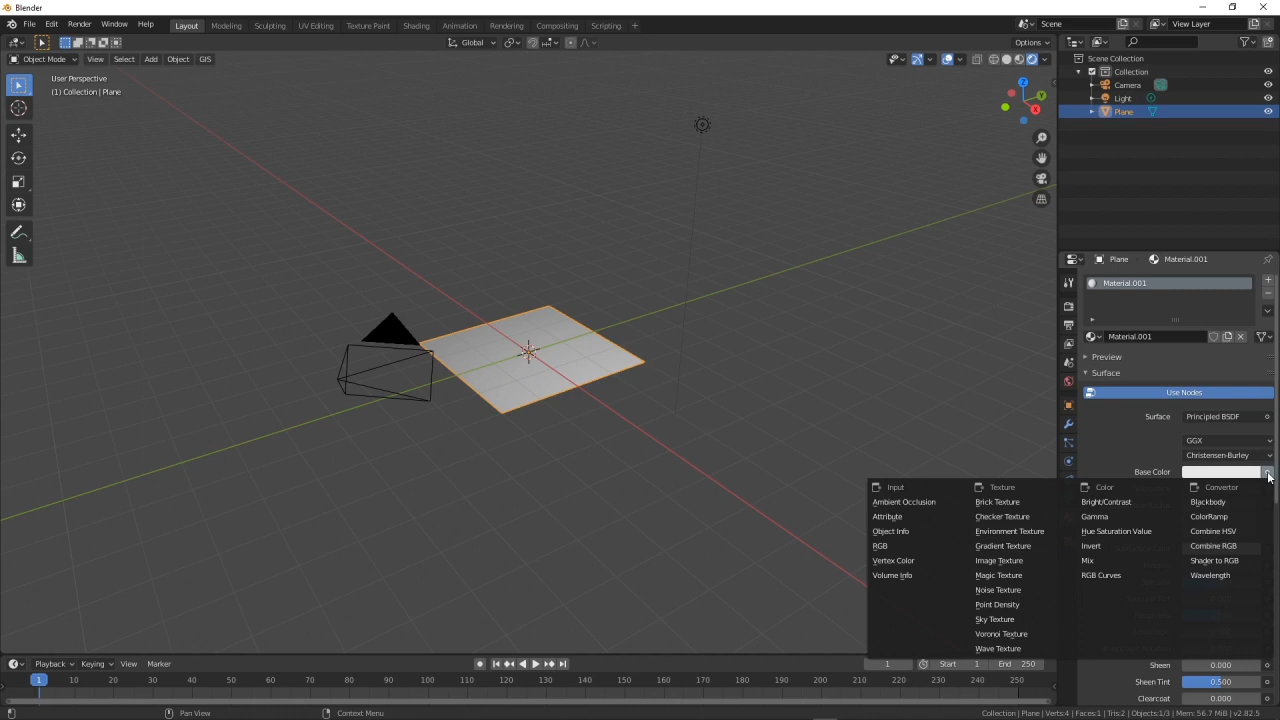 Blender
File Edit Render Window Help Layout Modeling Sculpting UV Editing Texture Paint Shading Animation Rendering Compositing Scripting + Scene View Layer
Global Options
Object Mode View Select Add Object GIS
User Perspective
(1) Collection | Plane
Z
Y
X
Scene Collection
Collection
Camera
Light
Plane
Plane Material.001
Material.001
Material.001
Preview
Surface
Use Nodes
Surface Principled BSDF
GGX
Christensen-Burley
Base Color
Input Texture Color Convertor
Ambient Occlusion Brick Texture Bright/Contrast Blackbody
Attribute Checker Texture Gamma ColorRamp
Object Info Environment Texture Hue Saturation Value Combine HSV
RGB Gradient Texture Invert Combine RGB
Vertex Color Image Texture Mix Shader to RGB
Volume Info Magic Texture RGB Curves Wavelength
Noise Texture
Point Density
Sky Texture
Voronoi Texture
Wave Texture
Sheen 0.000
Sheen Tint 0.500
Clearcoat 0.000
Playback Keying View Marker 1 Start 1 End 250
1 10 20 30 40 50 60 70 80 90 100 110 120 130 140 150 160 170 180 190 200 210 220 230 240 250
Pan View Context Menu Collection | Plane | Verts:4 | Faces:1 | Tris:2 | Objects:1/3 | Mem: 56.7 MiB | v2.82.5